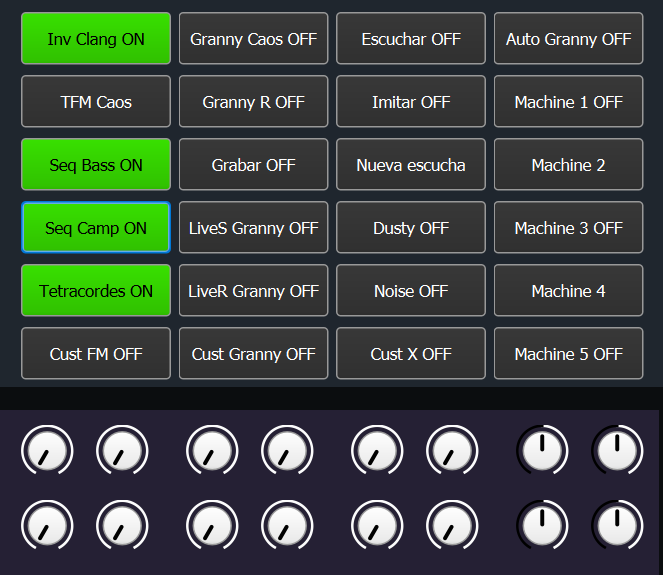 Inv Clang ON
Granny Caos OFF
Escuchar OFF
Auto Granny OFF
TFM Caos
Granny R OFF
Imitar OFF
Machine 1 OFF
Seq Bass ON
Grabar OFF
Nueva escucha
Machine 2
Seq Camp ON
LiveS Granny OFF
Dusty OFF
Machine 3 OFF
Tetracordes ON
LiveR Granny OFF
Noise OFF
Machine 4
Cust FM OFF
Cust Granny OFF
Cust X OFF
Machine 5 OFF